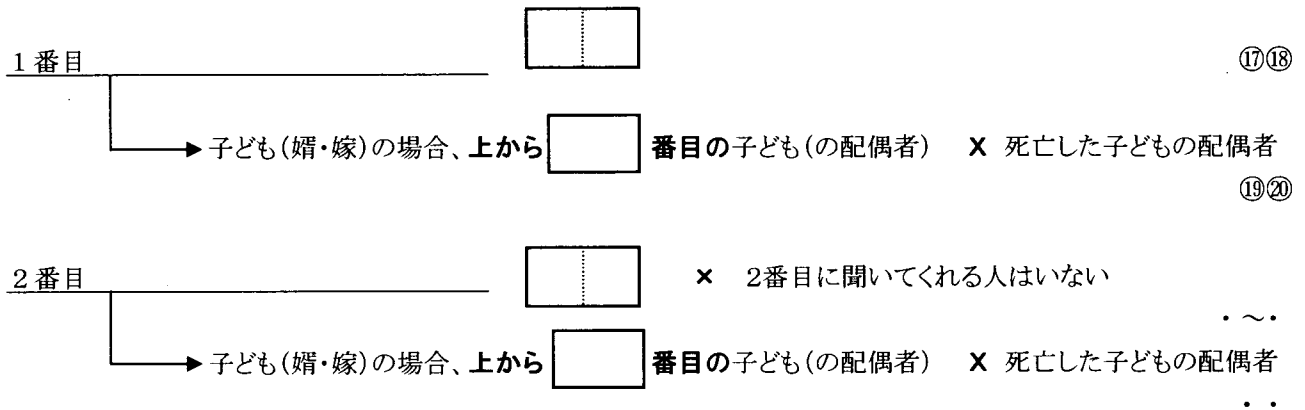 1番目
⑰⑱
子ども(婿・嫁)の場合、上から 番目の子ども(の配偶者) X 死亡した子どもの配偶者
⑲⑳
2番目 × 2番目に聞いてくれる人はいない
・～・
子ども(婿・嫁)の場合、上から 番目の子ども(の配偶者) X 死亡した子どもの配偶者
・・